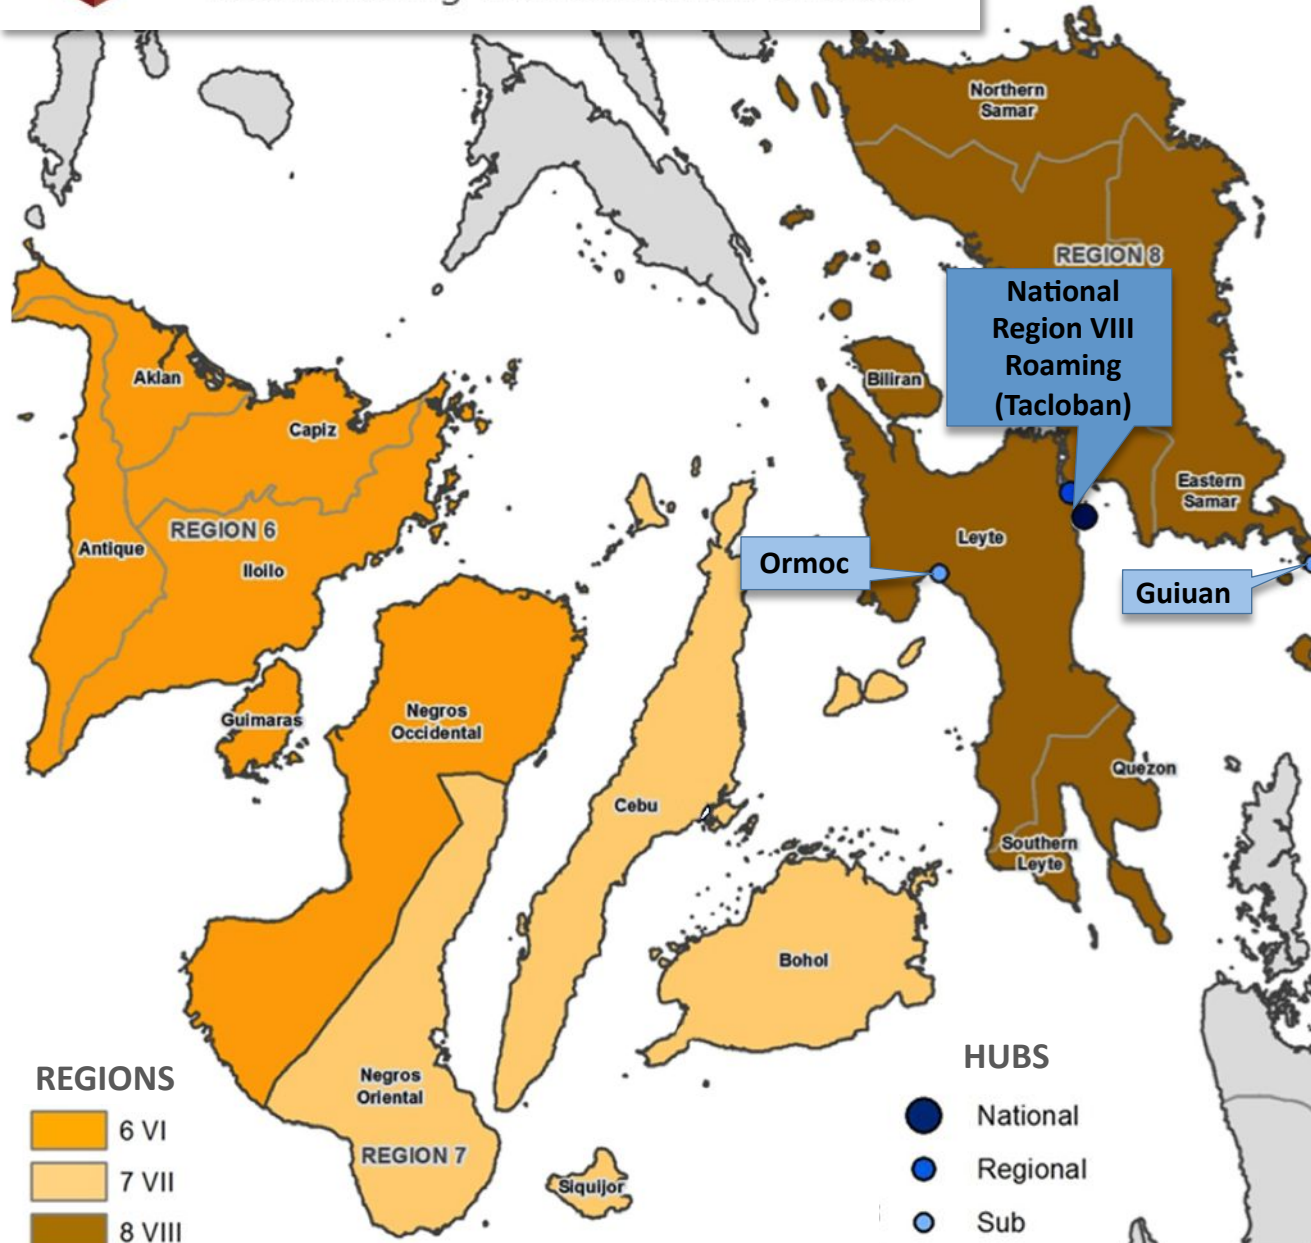 Northern
Samar
REGION 8
National
Region VIII
Roaming
(Tacloban)
Biliran
Aklan
Capiz
Eastern
Samar
REGION 6
Antique
Iloilo
Leyte
Ormoc
Guiuan
Guimaras
Negros
Occidental
Quezon
Cebu
Southern
Leyte
Bohol
Negros
Oriental
REGION 7
Siquijor
REGIONS
6 VI
7 VII
8 VIII
HUBS
National
Regional
Sub